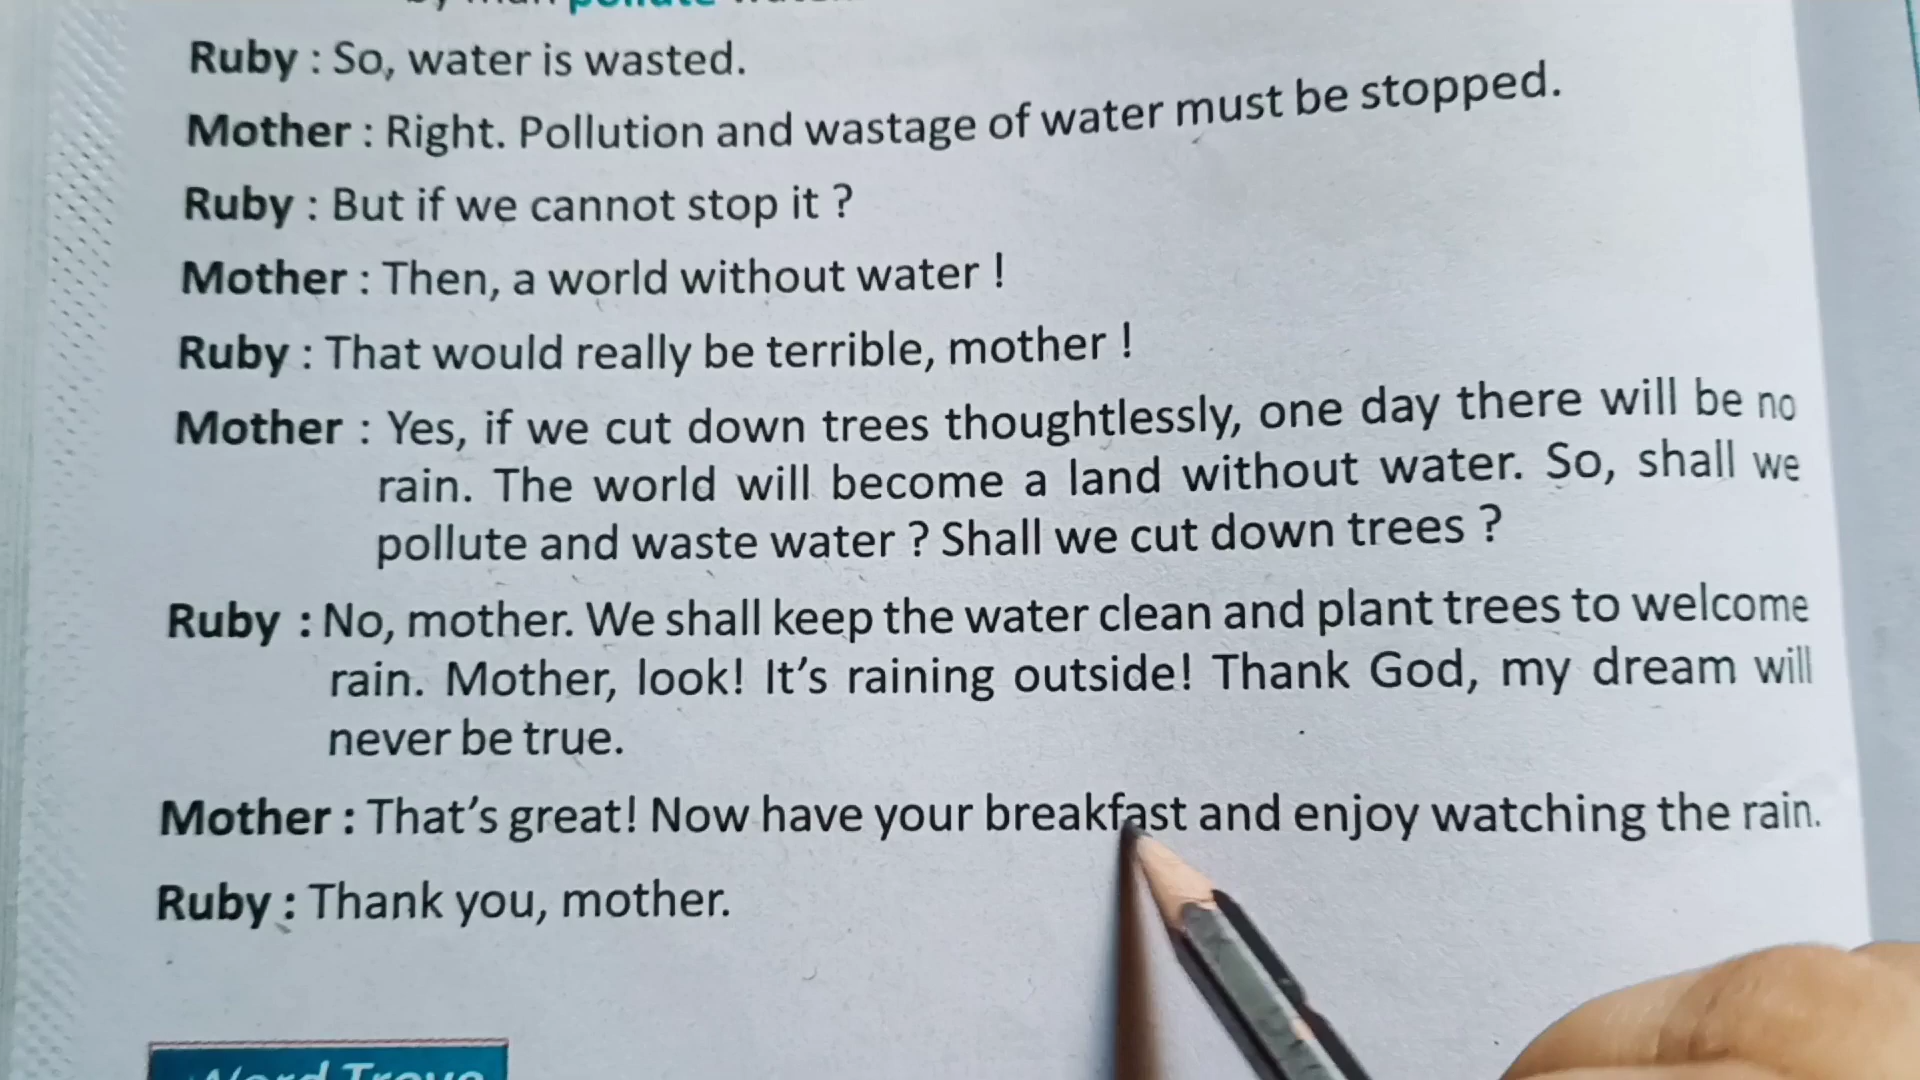 by man pollute
Ruby : So, water is wasted.
Mother : Right. Pollution and wastage of water must be stopped.
Ruby : But if we cannot stop it ?
Mother : Then, a world without water !
Ruby : That would really be terrible, mother !
Mother : Yes, if we cut down trees thoughtlessly, one day there will be no
rain. The world will become a land without water. So, shall we
pollute and waste water ? Shall we cut down trees ?
Ruby : No, mother. We shall keep the water clean and plant trees to welcome
rain. Mother, look! It's raining outside! Thank God, my dream will
never be true.
Mother : That's great! Now have your breakfast and enjoy watching the rain.
Ruby : Thank you, mother.
Word Trove